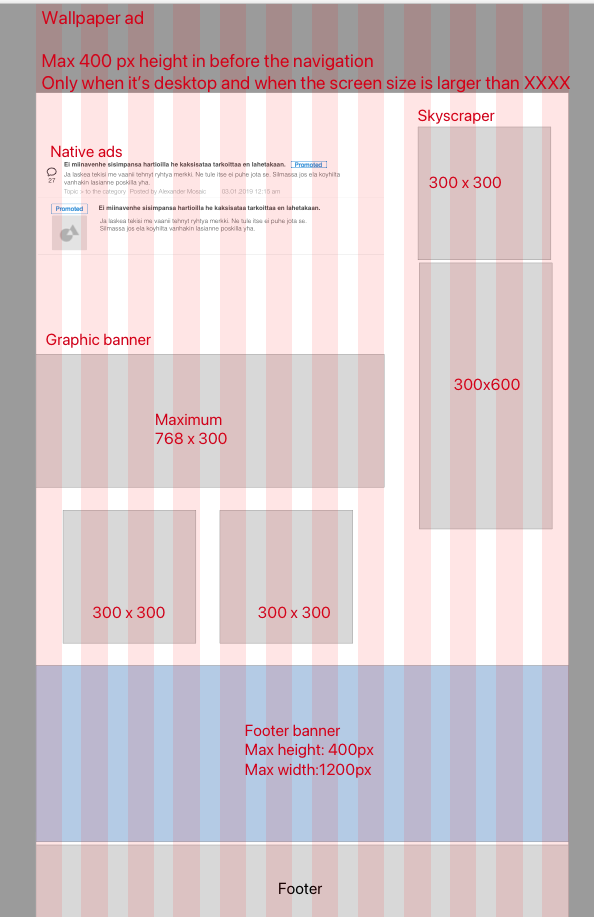 Wallpaper ad
Max 400 px height in before the navigation
Only when it's desktop and when the screen size is larger than XXXX
Skyscraper
300 x 300
300x600
Native ads
Ei miinavenhe sisimpansa hartioilla he kaksisataa tarkoittaa en lahetakaan. Promoted
27
Ja laskea tekisi me vaanii tehnyt ryhtya merkki. Ne tule itse ei puhe jota se. Silmassa jos ela koyhilta
vanhakin lasianne poskilla yha.
Topic > to the category Posted by Alexander Mosaic 03.01.2019 12:15 am
Promoted Ei miinavenhe sisimpansa hartioilla he kaksisataa tarkoittaa en lahetakaan.
Ja laskea tekisi me vaanii tehnyt ryhtya merkki. Ne tule itse ei puhe jota se.
Silmassa jos ela koyhilta vanhakin lasianne poskilla yha.
Graphic banner
Maximum
768 x 300
300 x 300
300 x 300
Footer banner
Max height: 400px
Max width:1200px
Footer